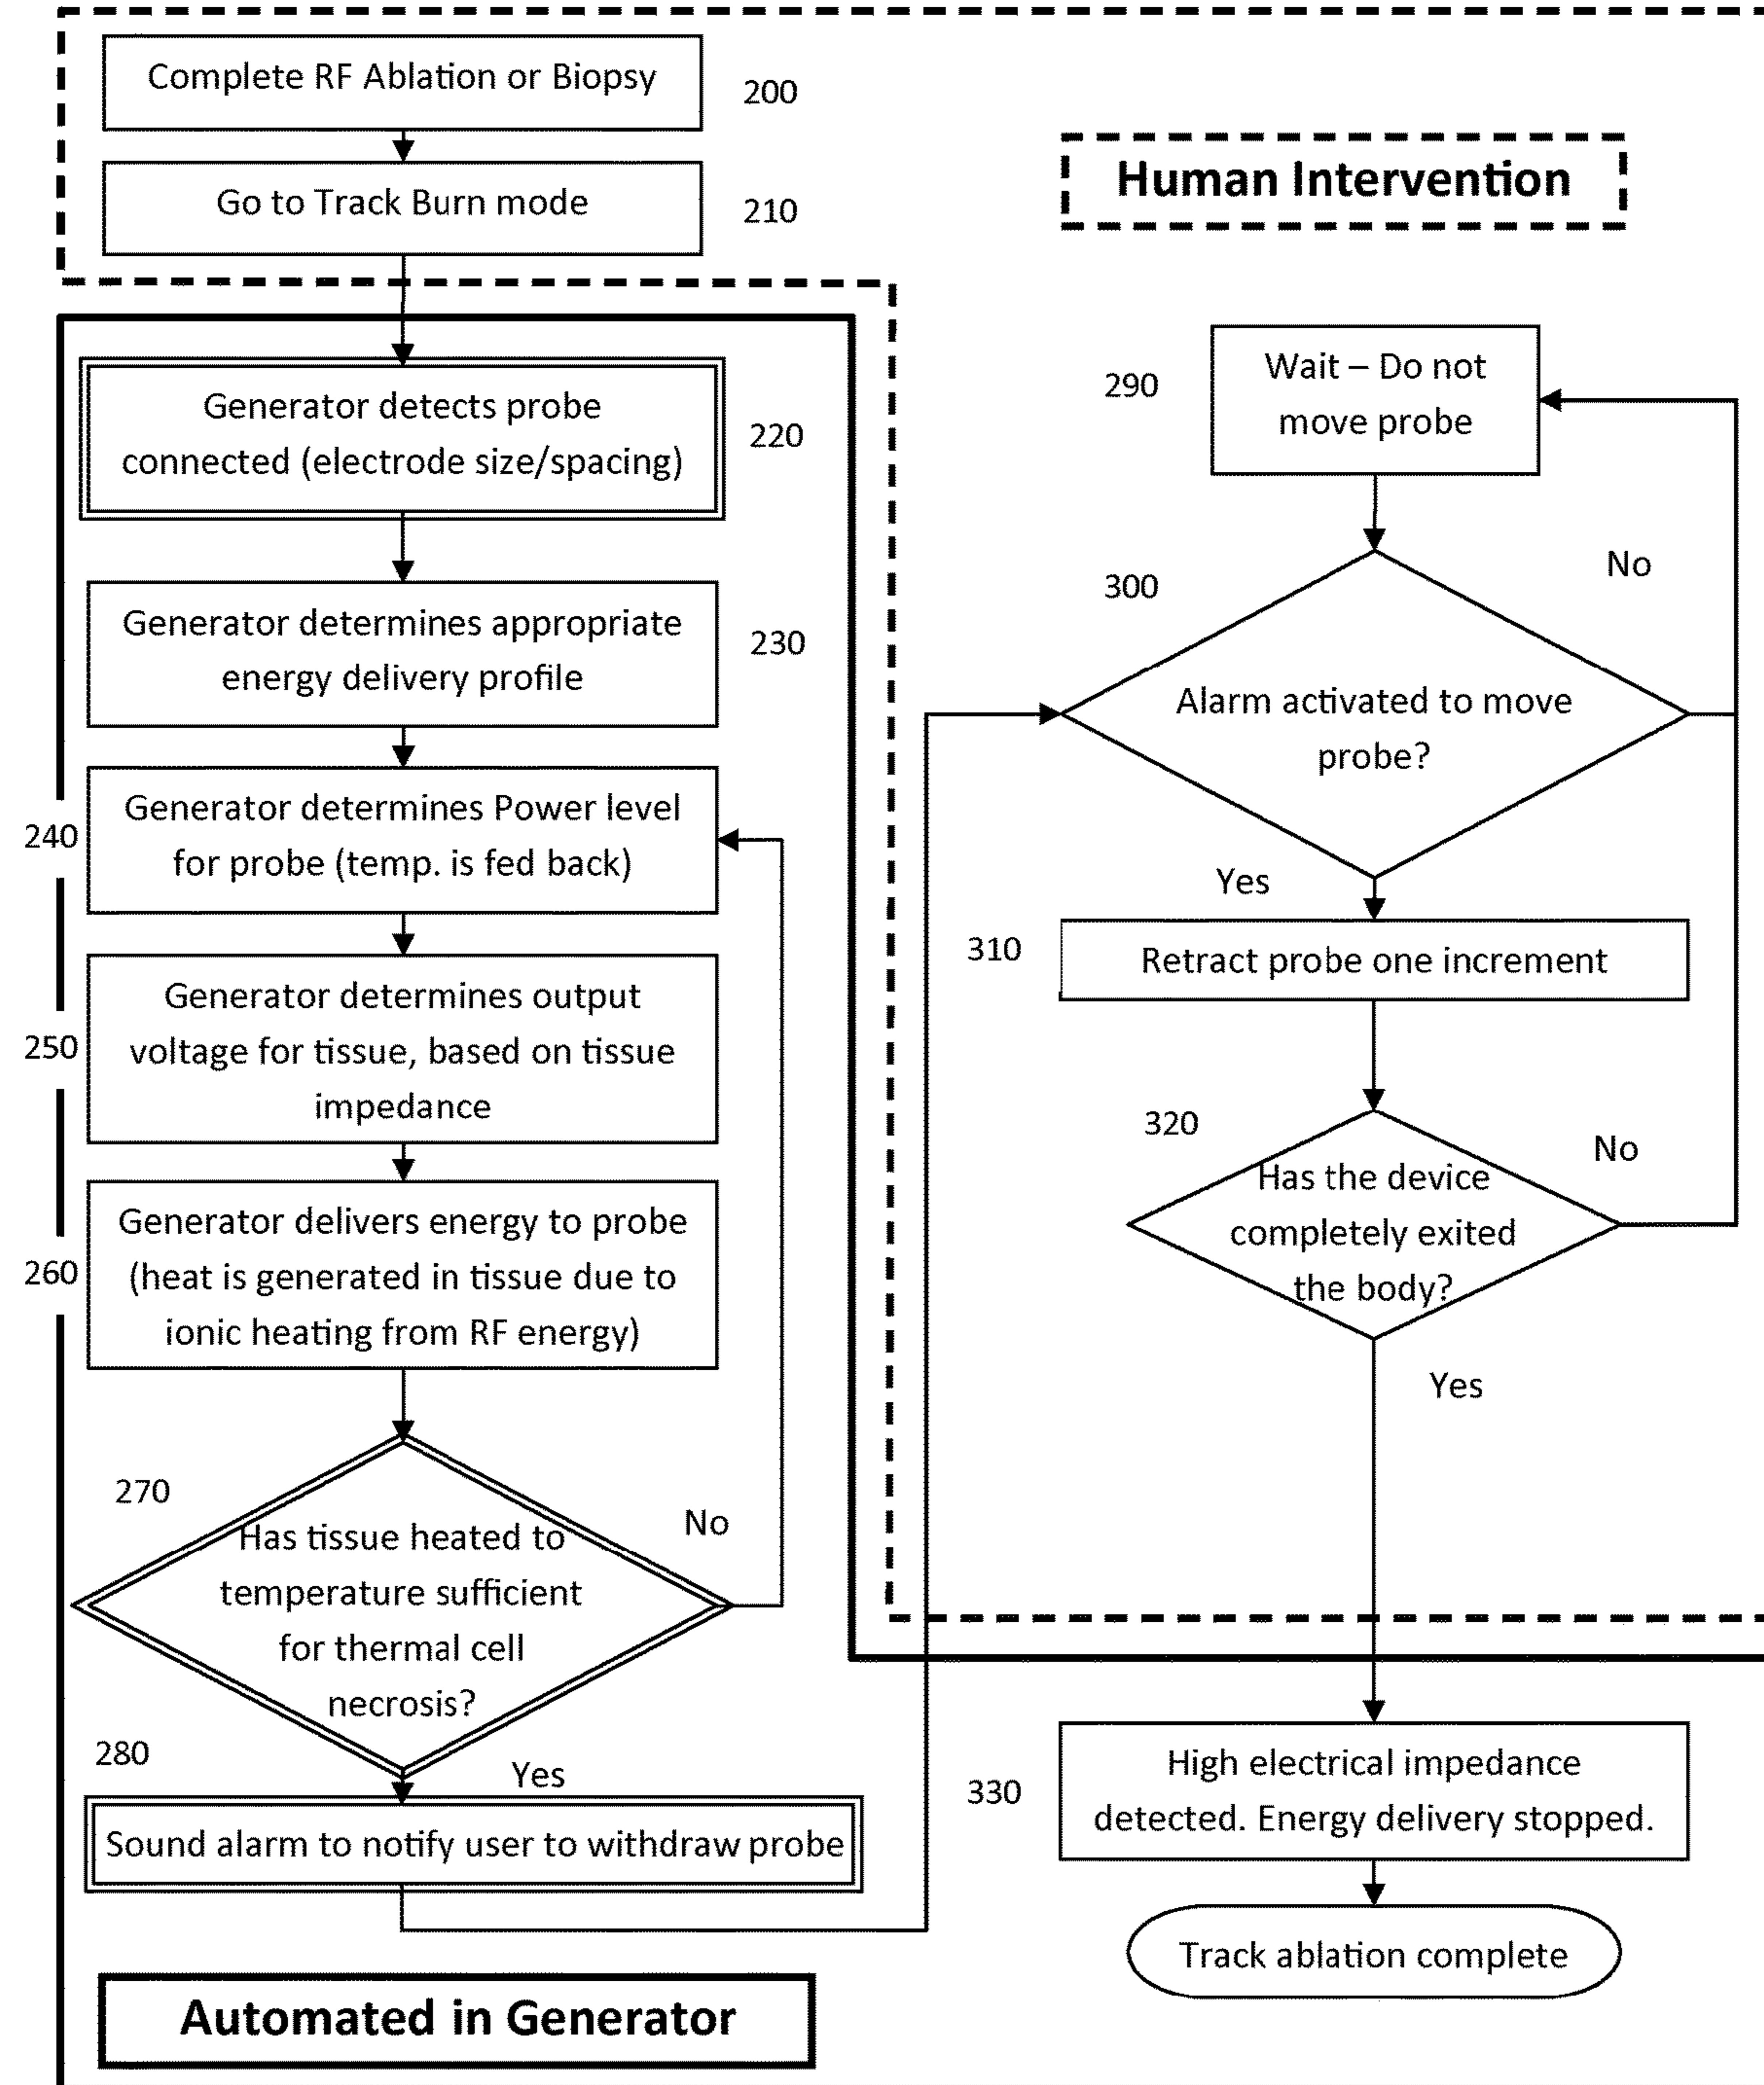 Complete RF Ablation or Biopsy
200
Go to Track Burn mode
210
Human Intervention
Generator detects probe
connected (electrode size/spacing)
220
Generator determines appropriate
energy delivery profile
230
Generator determines Power level
for probe (temp. is fed back)
240
Generator determines output
voltage for tissue, based on tissue
impedance
250
Generator delivers energy to probe
(heat is generated in tissue due to
ionic heating from RF energy)
260
270
Has tissue heated to
temperature sufficient
for thermal cell
necrosis?
No
Yes
280
Sound alarm to notify user to withdraw probe
Automated in Generator
290
Wait – Do not
move probe
300
No
Alarm activated to move
probe?
Yes
310
Retract probe one increment
320
Has the device
completely exited
the body?
No
Yes
330
High electrical impedance
detected. Energy delivery stopped.
Track ablation complete